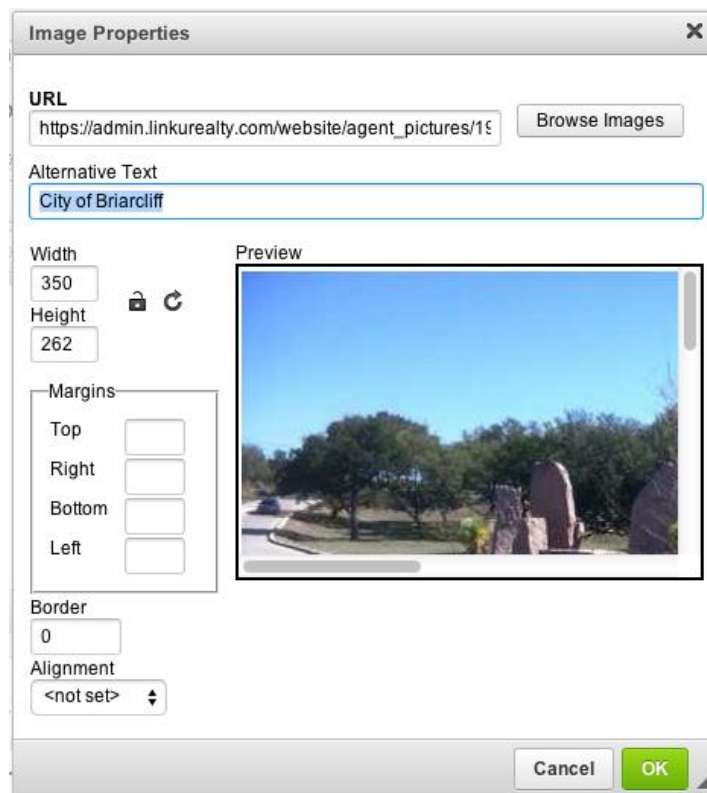 Image Properties
URL
https://admin.linkurealty.com/website/agent_pictures/19
Browse Images
Alternative Text
City of Briarcliff
Width
350
Height
262
Preview
Margins
Top
Right
Bottom
Left
Border
0
Alignment
<not set>
Cancel
OK